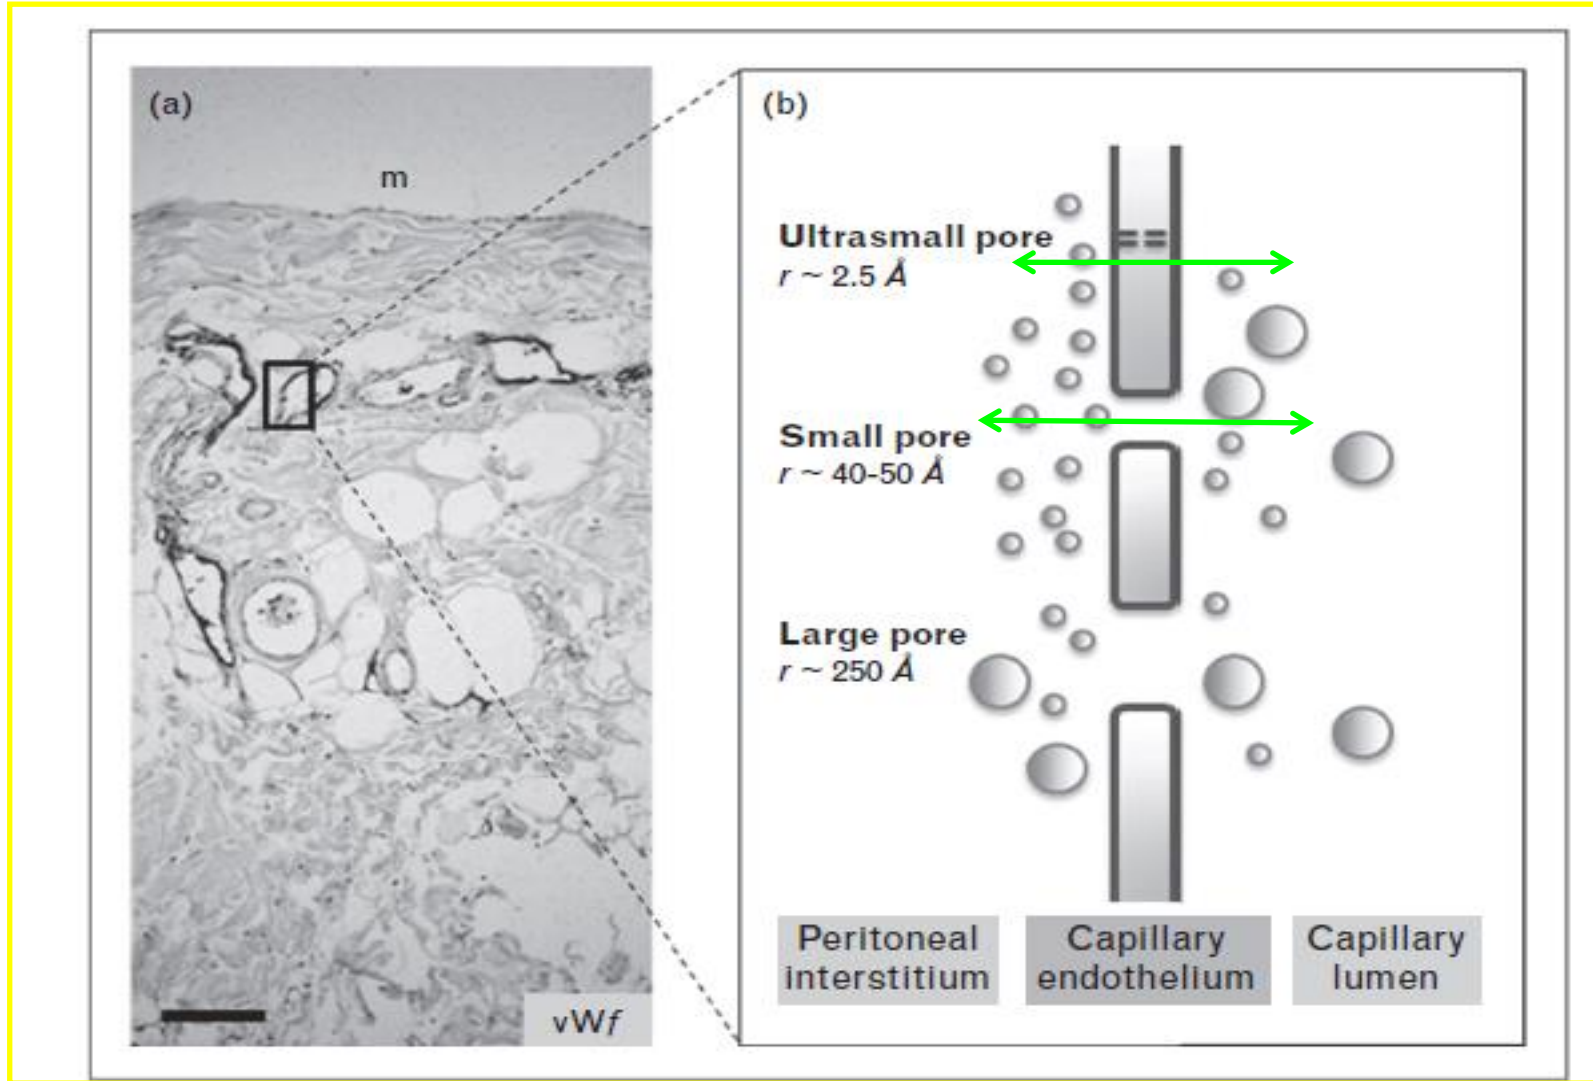 (a)
m
vWf
(b)
Ultrasmall pore
r ~ 2.5 Å
Small pore
r ~ 40-50 Å
Large pore
r ~ 250 Å
Peritoneal
interstitium
Capillary
endothelium
Capillary
lumen